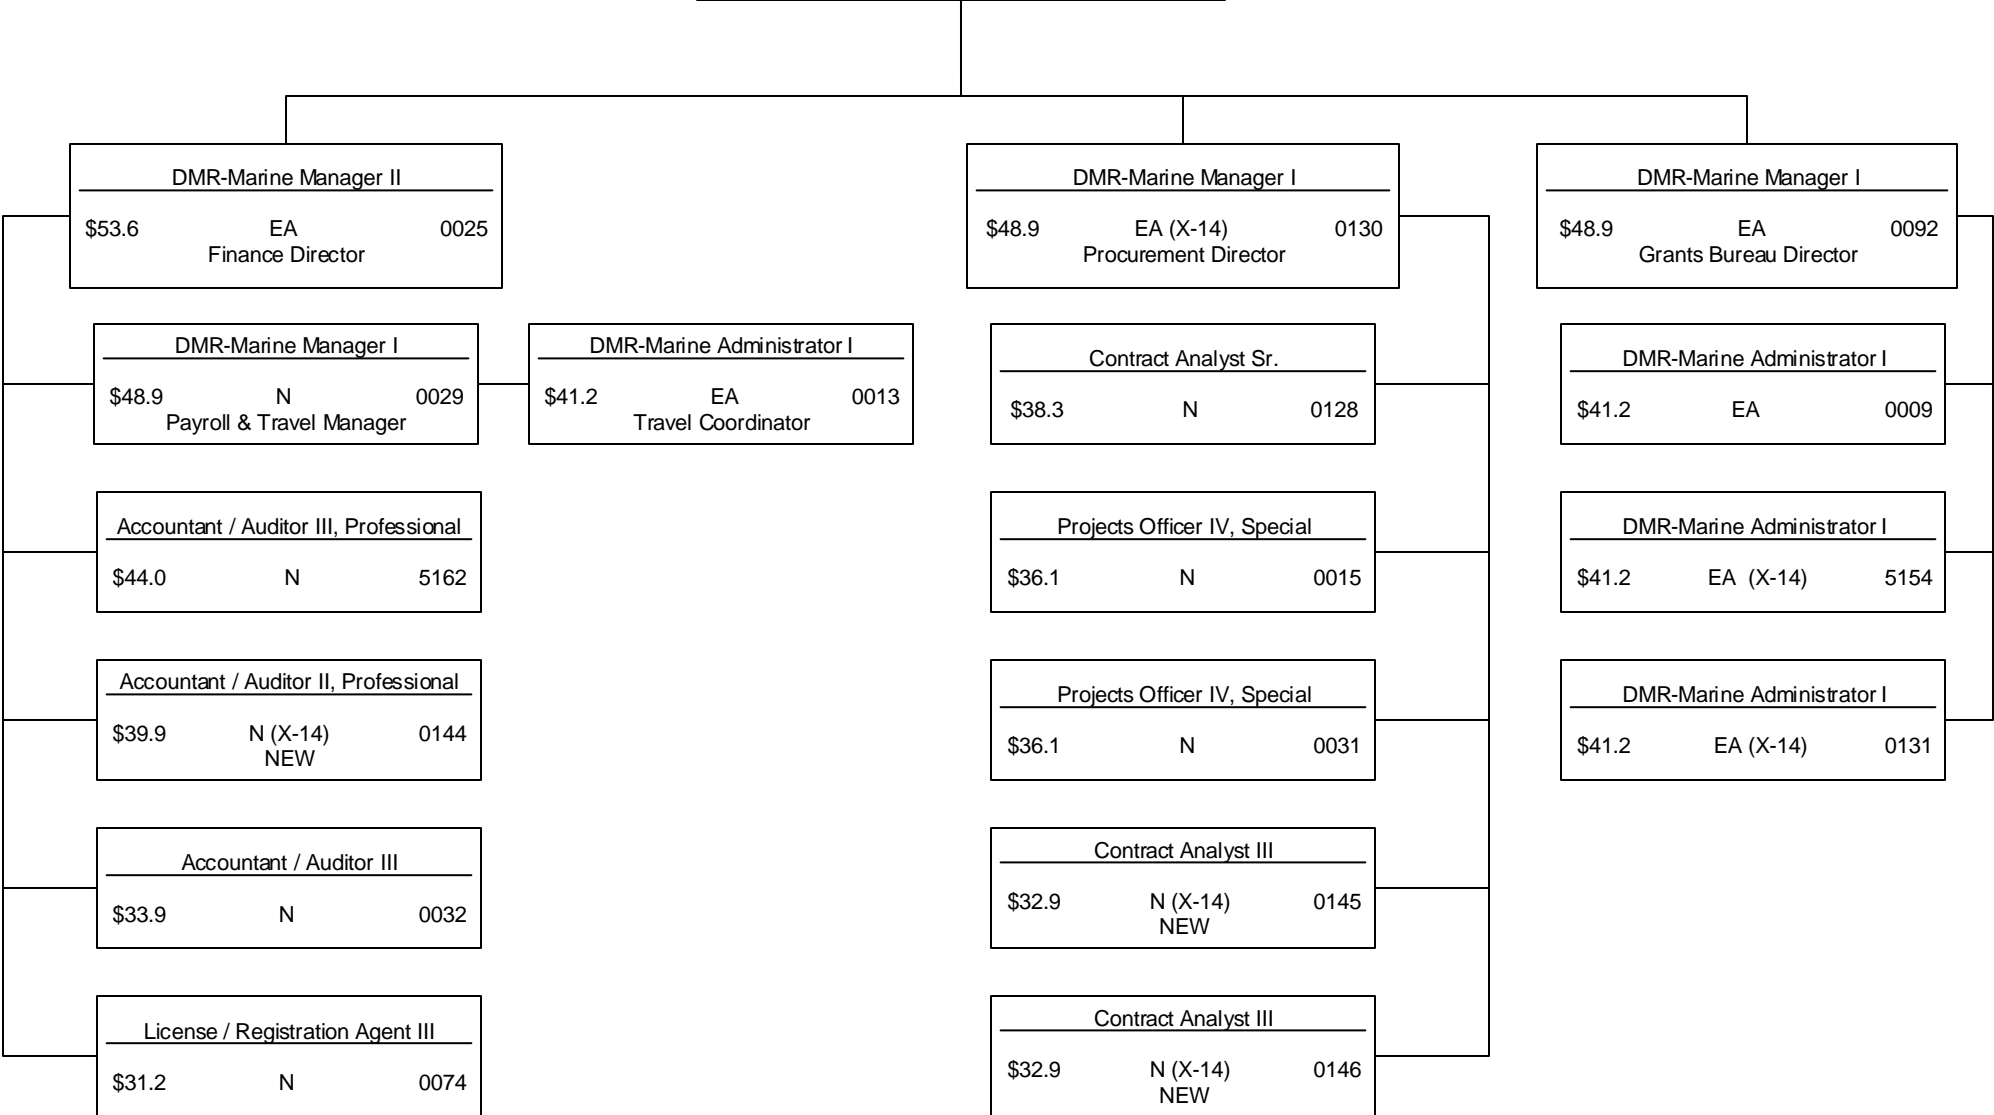 DMR-Marine Manager II
$53.6 EA 0025
Finance Director
DMR-Marine Manager I
$48.9 N 0029
Payroll & Travel Manager
DMR-Marine Administrator I
$41.2 EA 0013
Travel Coordinator
Accountant / Auditor III, Professional
$44.0 N 5162
Accountant / Auditor II, Professional
$39.9 N (X-14) 0144
NEW
Accountant / Auditor III
$33.9 N 0032
License / Registration Agent III
$31.2 N 0074
DMR-Marine Manager I
$48.9 EA (X-14) 0130
Procurement Director
Contract Analyst Sr.
$38.3 N 0128
Projects Officer IV, Special
$36.1 N 0015
Projects Officer IV, Special
$36.1 N 0031
Contract Analyst III
$32.9 N (X-14) 0145
NEW
Contract Analyst III
$32.9 N (X-14) 0146
NEW
DMR-Marine Manager I
$48.9 EA 0092
Grants Bureau Director
DMR-Marine Administrator I
$41.2 EA 0009
DMR-Marine Administrator I
$41.2 EA (X-14) 5154
DMR-Marine Administrator I
$41.2 EA (X-14) 0131